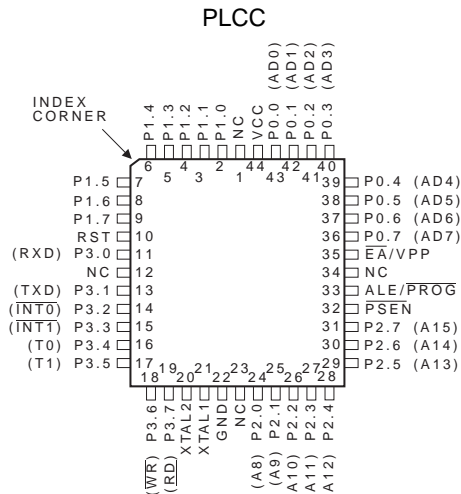 PLCC
INDEX
CORNER
P1.4
P1.3
P1.2
P1.1
P1.0
NC
VCC
P0.0 (AD0)
P0.1 (AD1)
P0.2 (AD2)
P0.3 (AD3)
6
5
4
3
2
1
44
43
42
41
40
P1.5 7
P1.6 8
P1.7 9
RST 10
(RXD) P3.0 11
NC 12
(TXD) P3.1 13
(INT0) P3.2 14
(INT1) P3.3 15
(T0) P3.4 16
(T1) P3.5 17
39 P0.4 (AD4)
38 P0.5 (AD5)
37 P0.6 (AD6)
36 P0.7 (AD7)
35 EA/VPP
34 NC
33 ALE/PROG
32 PSEN
31 P2.7 (A15)
30 P2.6 (A14)
29 P2.5 (A13)
18
19
20
21
22
23
24
25
26
27
28
(WR) P3.6
(RD) P3.7
XTAL2
XTAL1
GND
NC
(A8) P2.0
(A9) P2.1
A10) P2.2
A11) P2.3
A12) P2.4